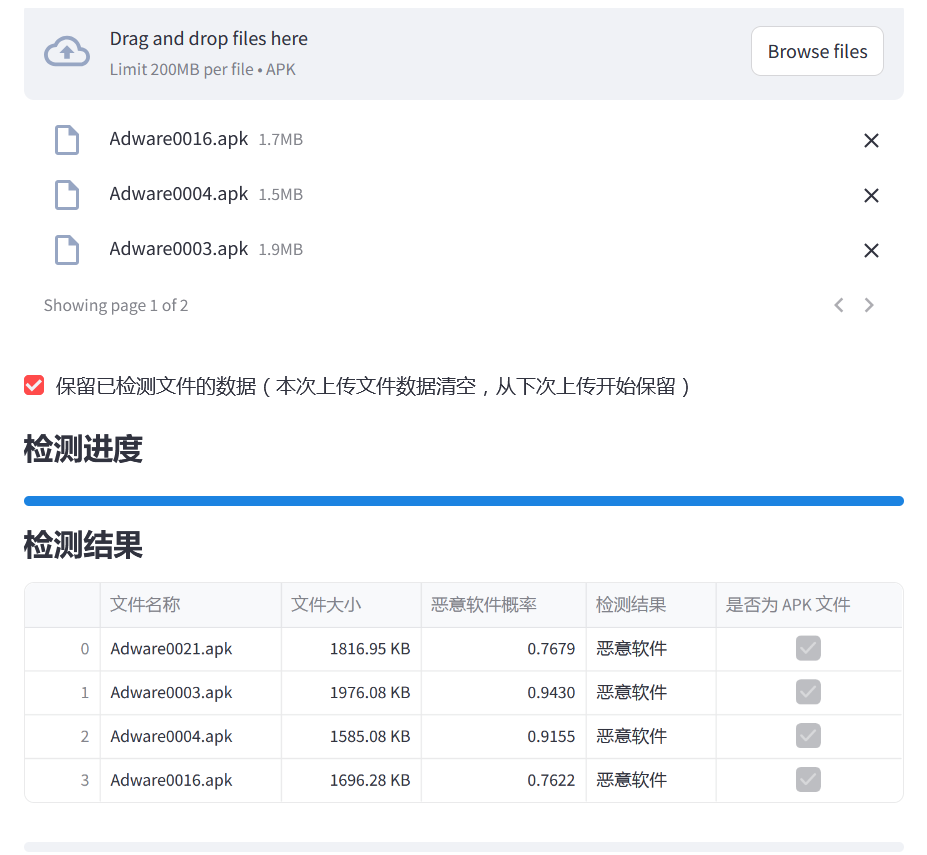 Drag and drop files here
Limit 200MB per file • APK
Browse files
Adware0016.apk 1.7MB
Adware0004.apk 1.5MB
Adware0003.apk 1.9MB
Showing page 1 of 2
保留已检测文件的数据（本次上传文件数据清空，从下次上传开始保留）
检测进度
检测结果
文件名称 文件大小 恶意软件概率 检测结果 是否为 APK 文件
0 Adware0021.apk 1816.95 KB 0.7679 恶意软件
1 Adware0003.apk 1976.08 KB 0.9430 恶意软件
2 Adware0004.apk 1585.08 KB 0.9155 恶意软件
3 Adware0016.apk 1696.28 KB 0.7622 恶意软件